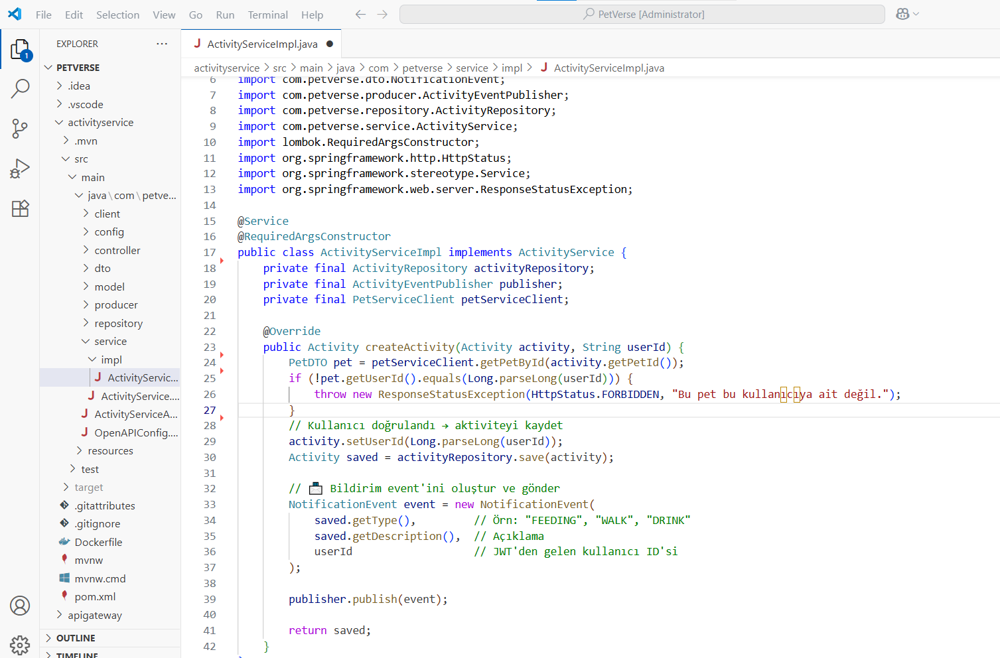 File Edit Selection View Go Run Terminal Help
PetVerse [Administrator]
EXPLORER
1
PETVERSE
.idea
.vscode
activityservice
.mvn
src
main
java\com\petve...
client
config
controller
dto
model
producer
repository
service
impl
ActivityServic...
ActivityService....
ActivityServiceA...
OpenAPIConfig....
resources
test
target
.gitattributes
.gitignore
Dockerfile
mvnw
mvnw.cmd
pom.xml
apigateway
OUTLINE
TIMELINE
ActivityServiceImpl.java
activityservice > src > main > java > com > petverse > service > impl > ActivityServiceImpl.java
6 import com.petverse.dto.NotificationEvent;
7 import com.petverse.producer.ActivityEventPublisher;
8 import com.petverse.repository.ActivityRepository;
9 import com.petverse.service.ActivityService;
10 import lombok.RequiredArgsConstructor;
11 import org.springframework.http.HttpStatus;
12 import org.springframework.stereotype.Service;
13 import org.springframework.web.server.ResponseStatusException;
14
15 @Service
16 @RequiredArgsConstructor
17 public class ActivityServiceImpl implements ActivityService {
18     private final ActivityRepository activityRepository;
19     private final ActivityEventPublisher publisher;
20     private final PetServiceClient petServiceClient;
21
22     @Override
23     public Activity createActivity(Activity activity, String userId) {
24         PetDTO pet = petServiceClient.getPetById(activity.getPetId());
25         if (!pet.getUserId().equals(Long.parseLong(userId))) {
26             throw new ResponseStatusException(HttpStatus.FORBIDDEN, "Bu pet bu kullanıcıya ait değil.");
27         }
28         // Kullanıcı doğrulandı → aktiviteyi kaydet
29         activity.setUserId(Long.parseLong(userId));
30         Activity saved = activityRepository.save(activity);
31
32         // 📩 Bildirim event'ini oluştur ve gönder
33         NotificationEvent event = new NotificationEvent(
34             saved.getType(),         // Örn: "FEEDING", "WALK", "DRINK"
35             saved.getDescription(),  // Açıklama
36             userId                   // JWT'den gelen kullanıcı ID'si
37         );
38
39         publisher.publish(event);
40
41         return saved;
42     }